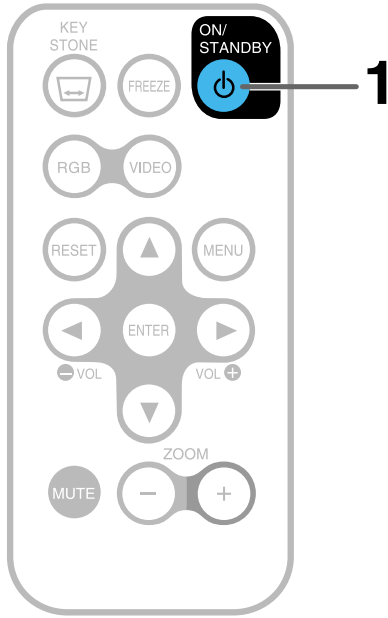 KEY
STONE
ON/
STANDBY
1
FREEZE
RGB
VIDEO
RESET
MENU
ENTER
VOL
VOL
ZOOM
MUTE